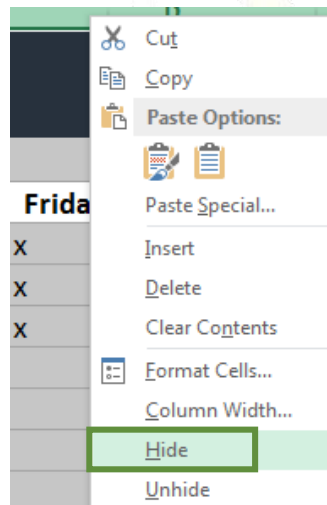 Cut
Copy
Paste Options:
Frida
Paste Special...
x
Insert
x
Delete
x
Clear Contents
Format Cells...
Column Width...
Hide
Unhide